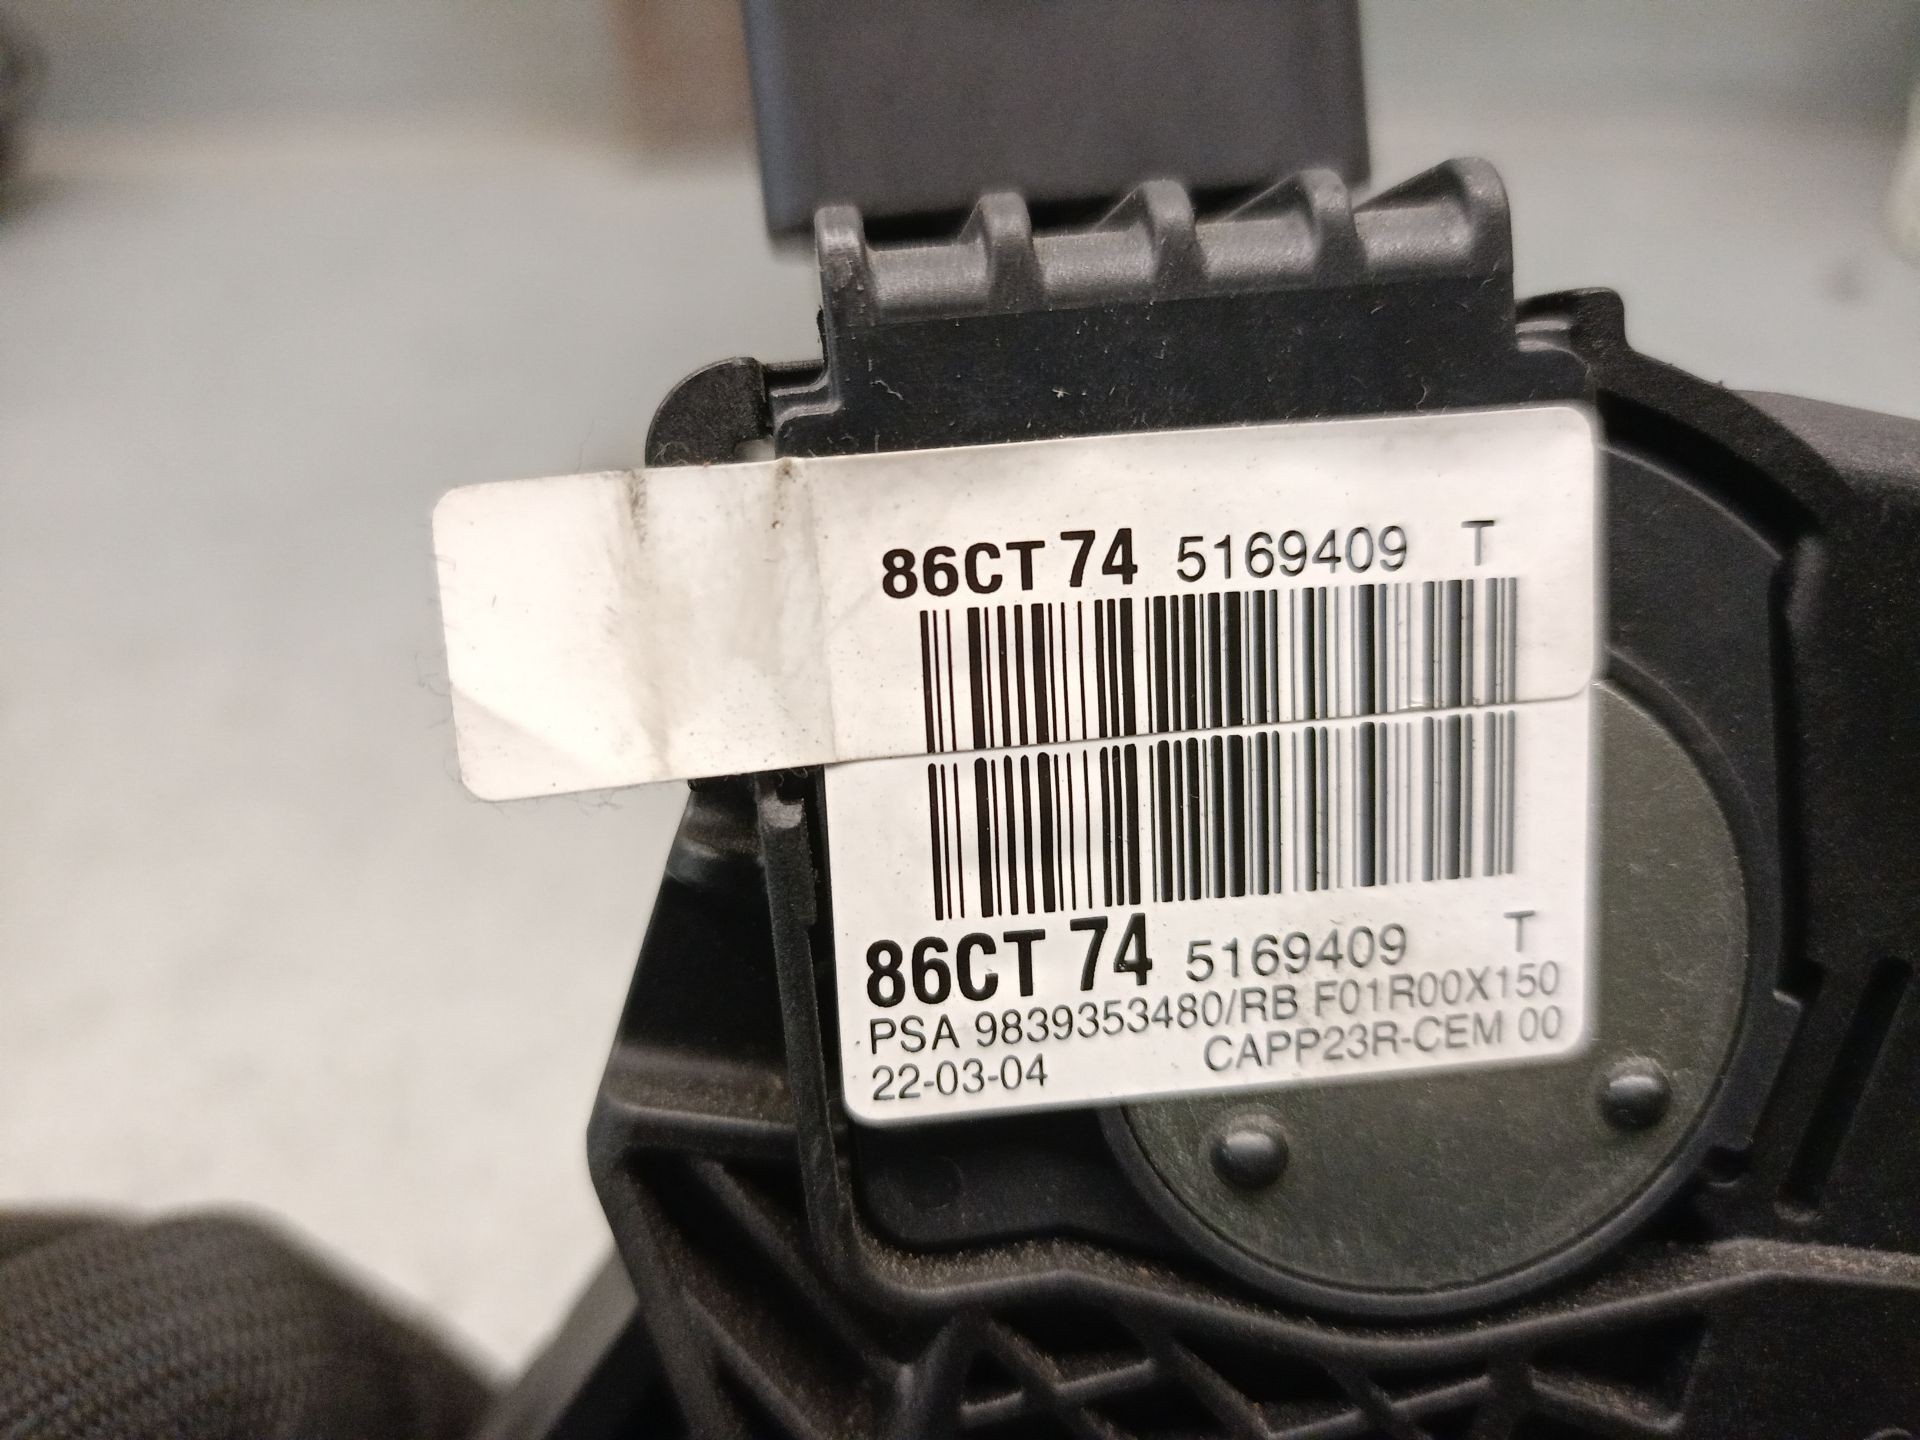 86CT 74 5169409 T
86CT 74 5169409 T
PSA 9839353480/RB F01R00X150
22-03-04 CAPP23R-CEM 00